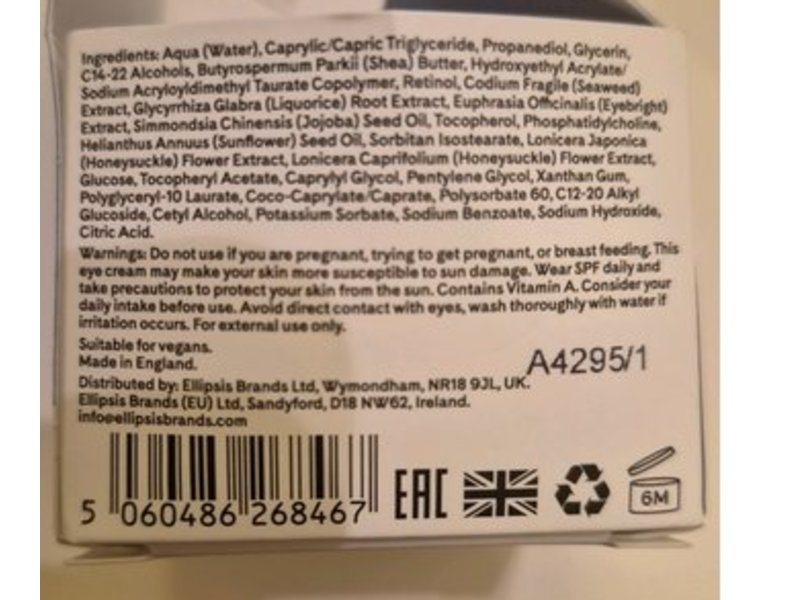 Ingredients: Aqua (Water), Caprylic/Capric Triglyceride, Propanediol, Glycerin,
C14-22 Alcohols, Butyrospermum Parkii (Shea) Butter, Hydroxyethyl Acrylate/
Sodium Acryloyldimethyl Taurate Copolymer, Retinol, Codium Fragile (Seaweed)
Extract, Glycyrrhiza Glabra (Liquorice) Root Extract, Euphrasia Officinalis (Eyebright)
Extract, Simmondsia Chinensis (Jojoba) Seed Oil, Tocopherol, Phosphatidylcholine,
Helianthus Annuus (Sunflower) Seed Oil, Sorbitan Isostearate, Lonicera Japonica
(Honeysuckle) Flower Extract, Lonicera Caprifolium (Honeysuckle) Flower Extract,
Glucose, Tocopheryl Acetate, Caprylyl Glycol, Pentylene Glycol, Xanthan Gum,
Polyglyceryl-10 Laurate, Coco-Caprylate/Caprate, Polysorbate 60, C12-20 Alkyl
Glucoside, Cetyl Alcohol, Potassium Sorbate, Sodium Benzoate, Sodium Hydroxide,
Citric Acid.
Warnings: Do not use if you are pregnant, trying to get pregnant, or breast feeding. This
eye cream may make your skin more susceptible to sun damage. Wear SPF daily and
take precautions to protect your skin from the sun. Contains Vitamin A. Consider your
daily intake before use. Avoid direct contact with eyes, wash thoroughly with water if
irritation occurs. For external use only.
Suitable for vegans.
Made in England.
A4295/1
Distributed by: Ellipsis Brands Ltd, Wymondham, NR18 9JL, UK.
Ellipsis Brands (EU) Ltd, Sandyford, D18 NW62, Ireland.
info@ellipsisbrands.com
5 060486 268467
EAC
6M